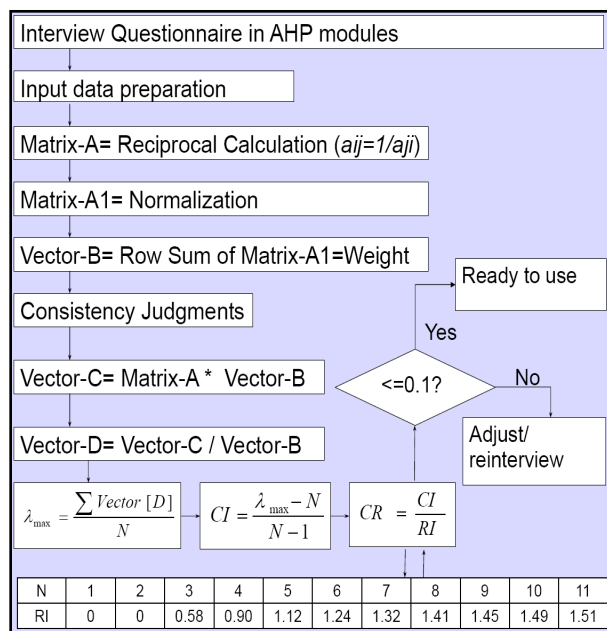 Interview Questionnaire in AHP modules
Input data preparation
Matrix-A= Reciprocal Calculation (aij=1/aji)
Matrix-A1= Normalization
Vector-B= Row Sum of Matrix-A1=Weight
Ready to use
Consistency Judgments
Yes
Vector-C= Matrix-A * Vector-B
<=0.1?
No
Vector-D= Vector-C / Vector-B
Adjust/
reinterview
λmax = ∑ Vector [D] / N
CI = λmax − N / N − 1
CR = CI / RI
N 1 2 3 4 5 6 7 8 9 10 11
RI 0 0 0.58 0.90 1.12 1.24 1.32 1.41 1.45 1.49 1.51